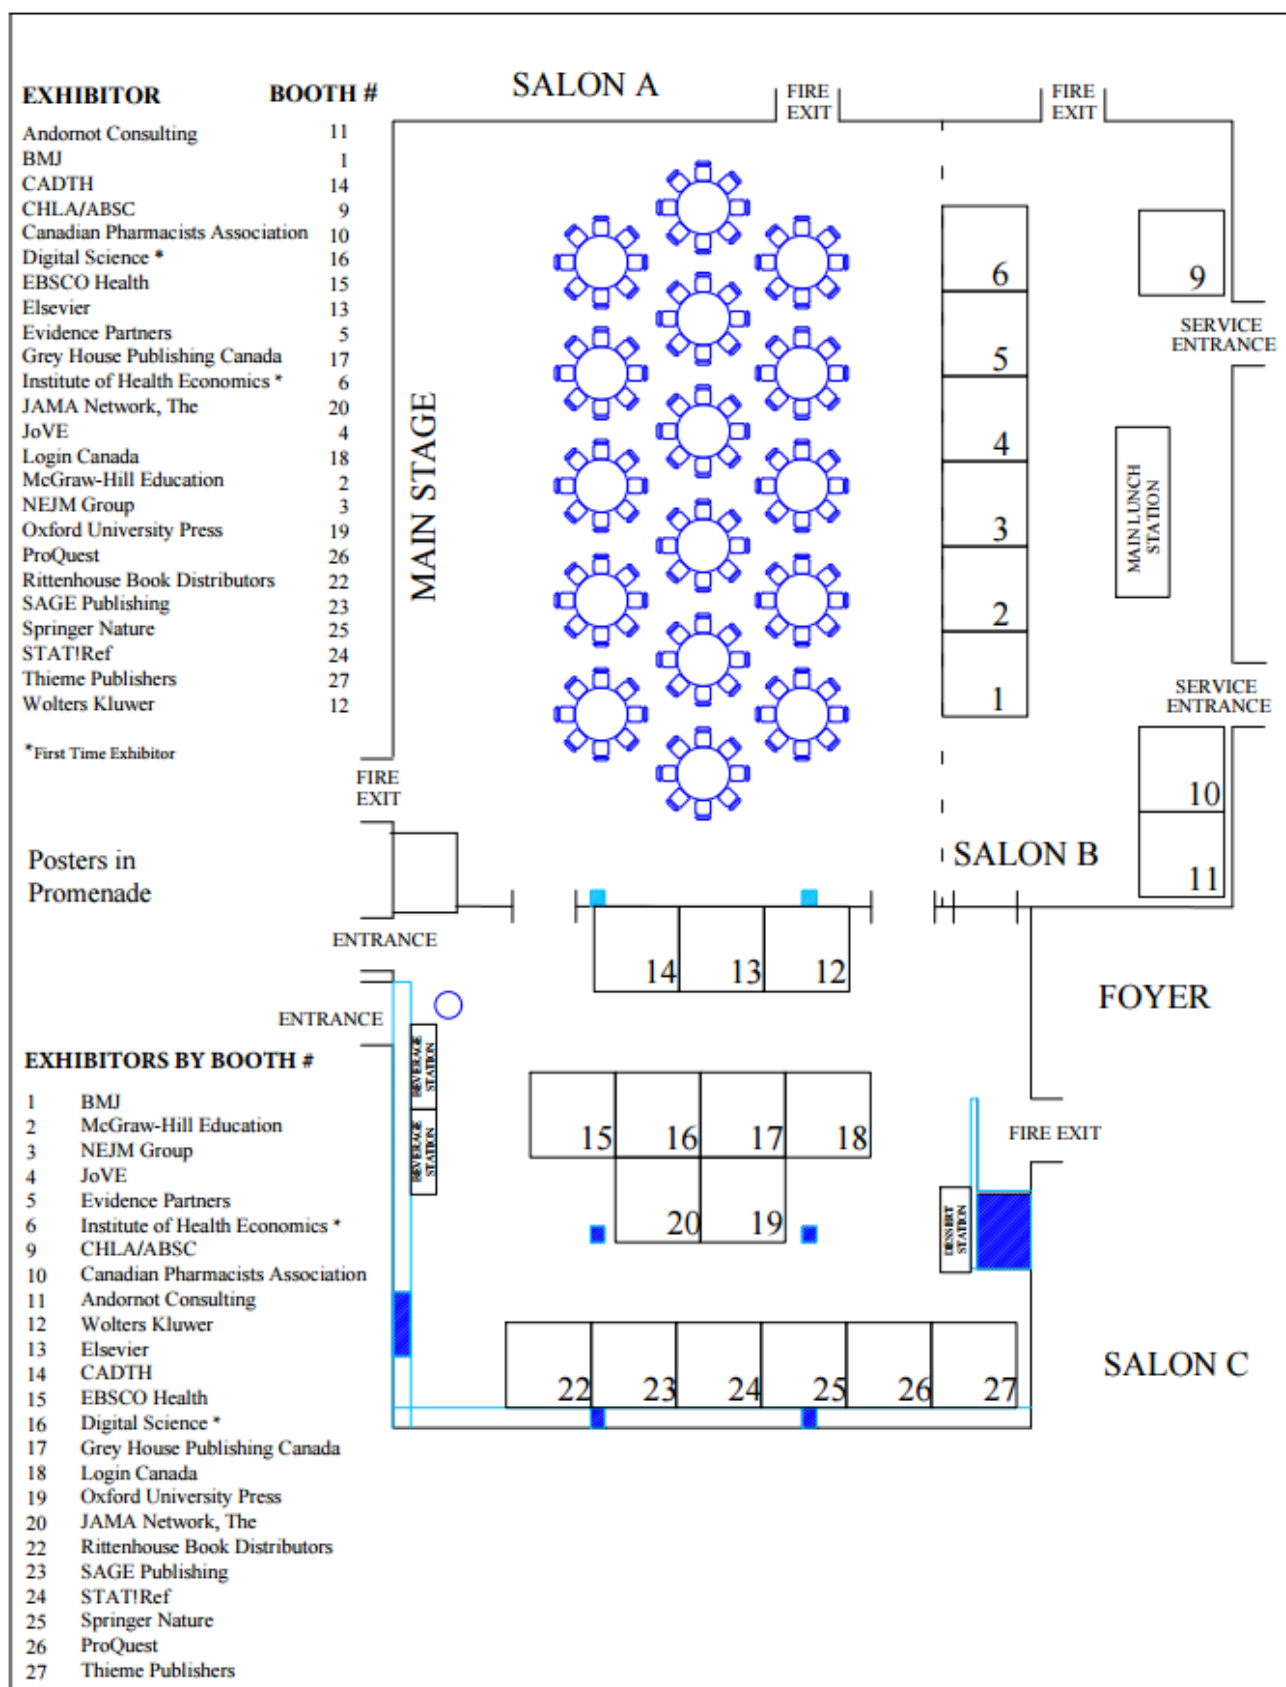 EXHIBITOR BOOTH #
Andornot Consulting 11
BMJ 1
CADTH 14
CHLA/ABSC 9
Canadian Pharmacists Association 10
Digital Science * 16
EBSCO Health 15
Elsevier 13
Evidence Partners 5
Grey House Publishing Canada 17
Institute of Health Economics * 6
JAMA Network, The 20
JoVE 4
Login Canada 18
McGraw-Hill Education 2
NEJM Group 3
Oxford University Press 19
ProQuest 26
Rittenhouse Book Distributors 22
SAGE Publishing 23
Springer Nature 25
STAT!Ref 24
Thieme Publishers 27
Wolters Kluwer 12
*First Time Exhibitor
SALON A
FIRE
EXIT
FIRE
EXIT
MAIN STAGE
6
5
4
3
2
1
9
SERVICE
ENTRANCE
MAIN LUNCH
STATION
SERVICE
ENTRANCE
10
11
SALON B
FIRE
EXIT
Posters in
Promenade
ENTRANCE
ENTRANCE
14 13 12
FOYER
BEVERAGE
STATION
BEVERAGE
STATION
15 16 17 18
20 19
FIRE EXIT
DESSERT
STATION
22 23 24 25 26 27
SALON C
EXHIBITORS BY BOOTH #
1 BMJ
2 McGraw-Hill Education
3 NEJM Group
4 JoVE
5 Evidence Partners
6 Institute of Health Economics *
9 CHLA/ABSC
10 Canadian Pharmacists Association
11 Andornot Consulting
12 Wolters Kluwer
13 Elsevier
14 CADTH
15 EBSCO Health
16 Digital Science *
17 Grey House Publishing Canada
18 Login Canada
19 Oxford University Press
20 JAMA Network, The
22 Rittenhouse Book Distributors
23 SAGE Publishing
24 STAT!Ref
25 Springer Nature
26 ProQuest
27 Thieme Publishers